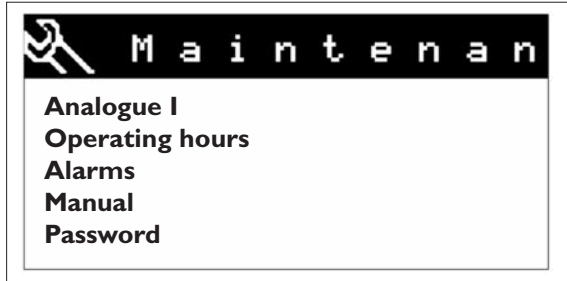 Maintenan
Analogue I
Operating hours
Alarms
Manual
Password